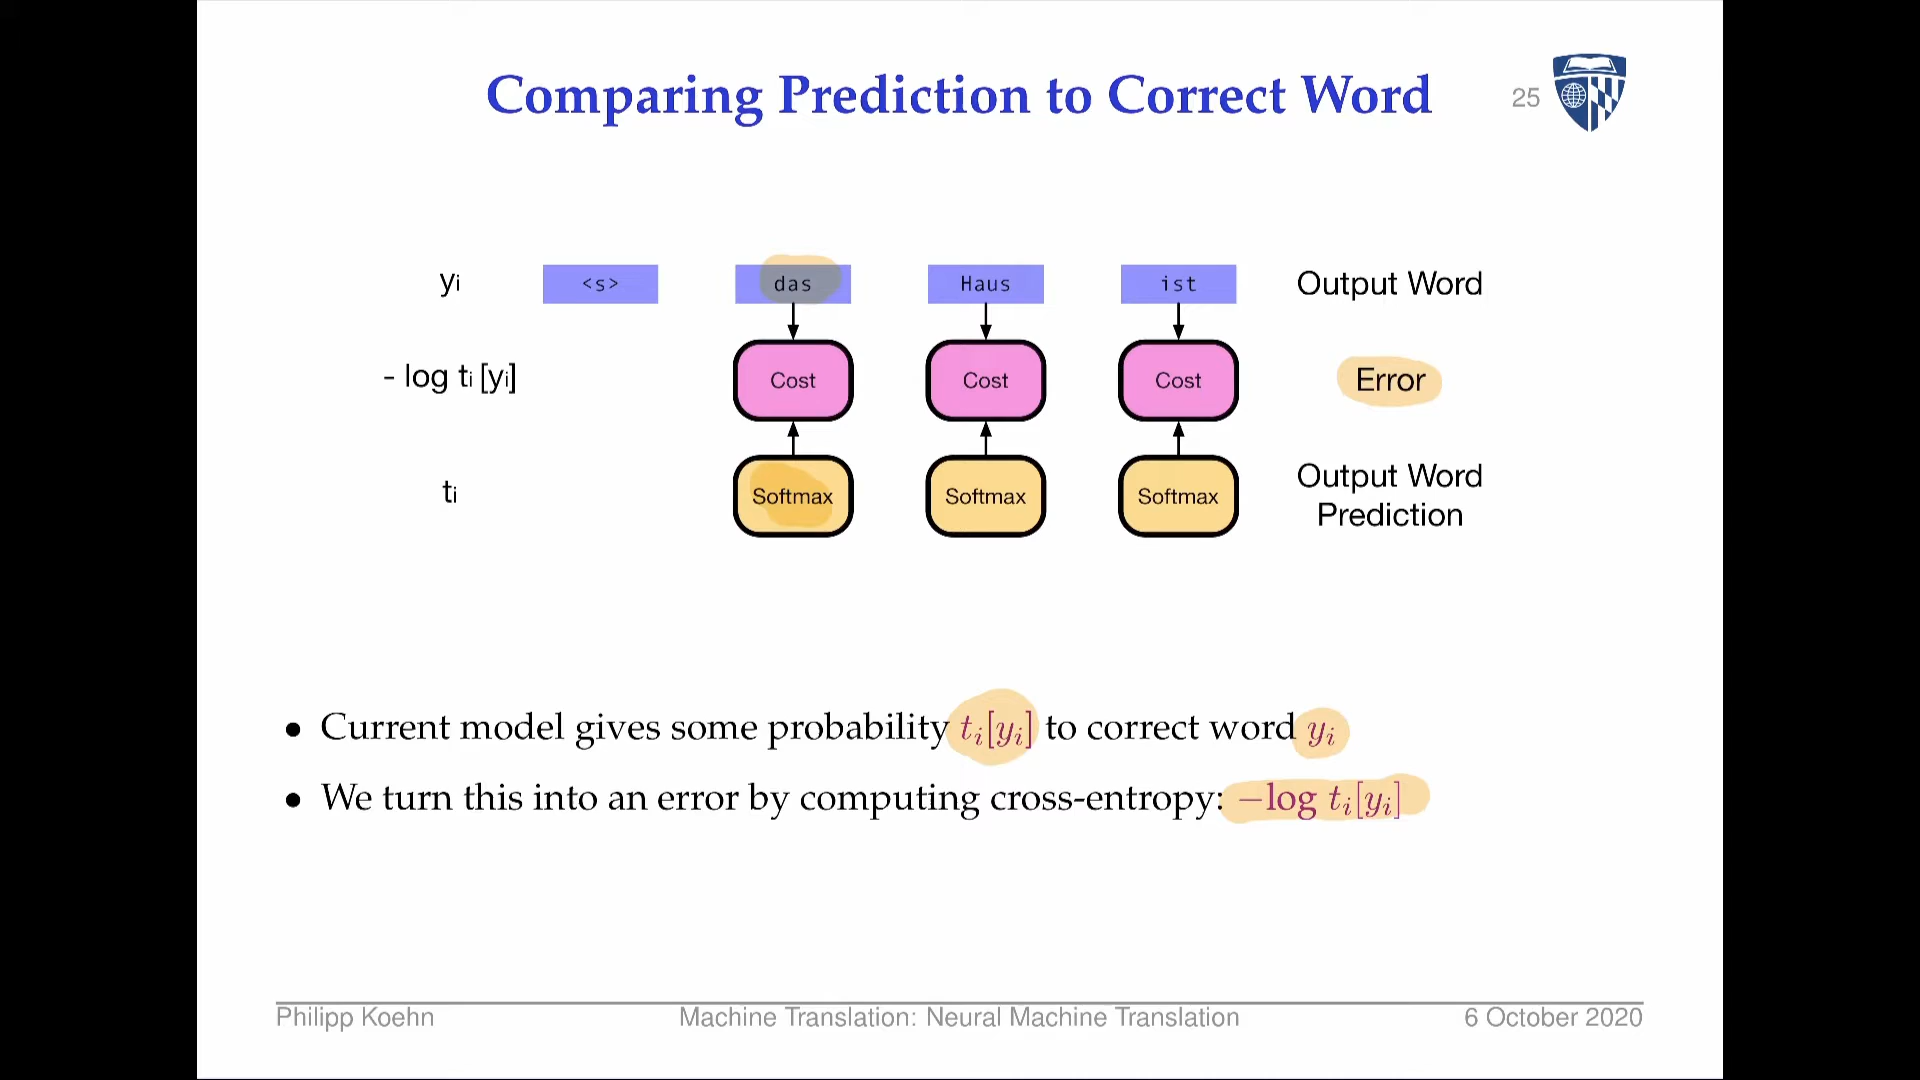 Comparing Prediction to Correct Word
25
yi
<s>
das
Haus
ist
Output Word
- log ti [yi]
Cost
Cost
Cost
Error
ti
Softmax
Softmax
Softmax
Output Word
Prediction
• Current model gives some probability ti[yi] to correct word yi
• We turn this into an error by computing cross-entropy: −log ti[yi]
Philipp Koehn
Machine Translation: Neural Machine Translation
6 October 2020